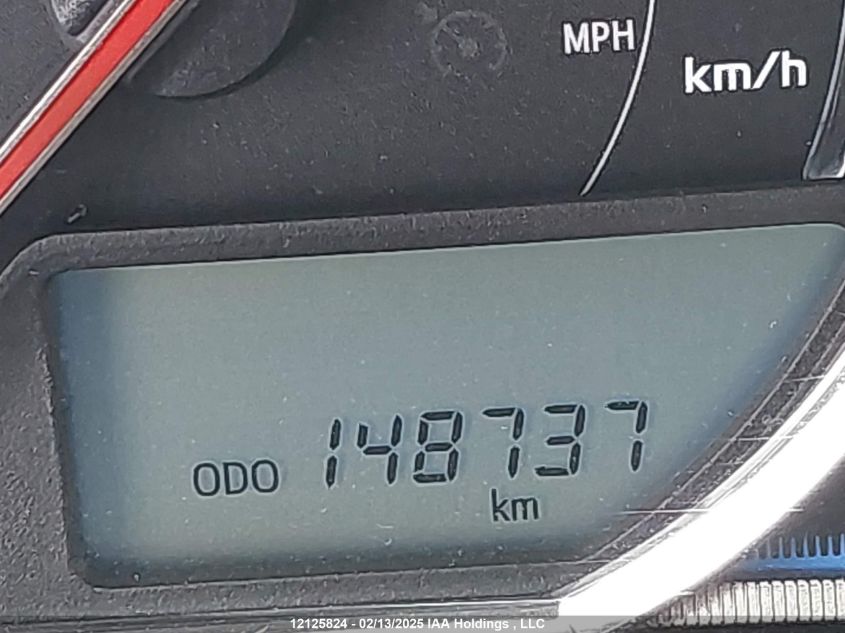 MPH
km/h
ODO 148737
km
12125824 - 02/13/2025 IAA Holdings , LLC